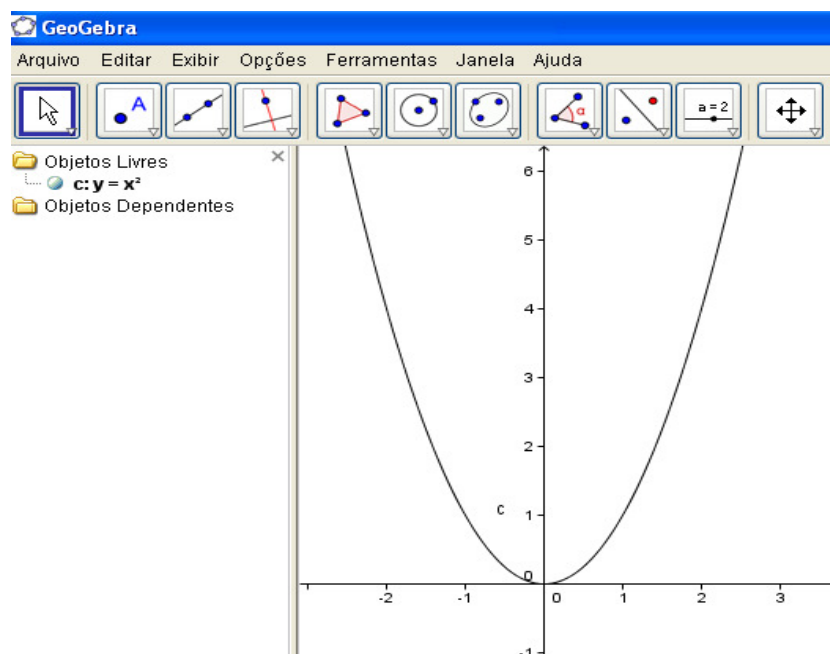 GeoGebra
Arquivo Editar Exibir Opções Ferramentas Janela Ajuda
A
α
a = 2
Objetos Livres
c: y = x²
Objetos Dependentes
6
5
4
3
2
c
1
0
-2 -1 0 1 2 3
-1